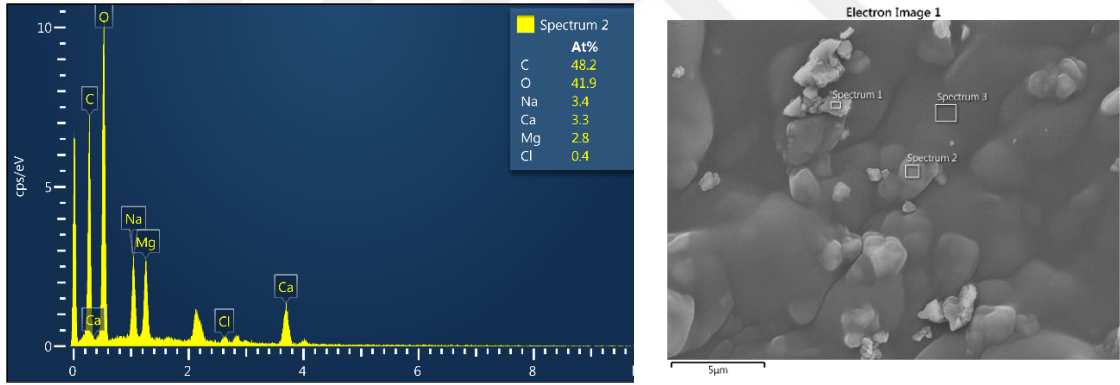 Spectrum 2
At%
C 48.2
O 41.9
Na 3.4
Ca 3.3
Mg 2.8
Cl 0.4
O
C
Na
Mg
Ca
Cl
Ca
cps/eV
10
5
0
0 2 4 6 8
Electron Image 1
Spectrum 1
Spectrum 3
Spectrum 2
5µm